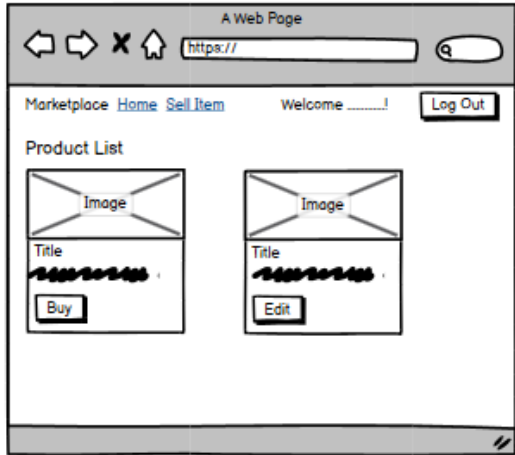 A Web Page
https://
Marketplace Home Sell Item Welcome ..........! Log Out
Product List
Image Image
Title Title
Buy Edit